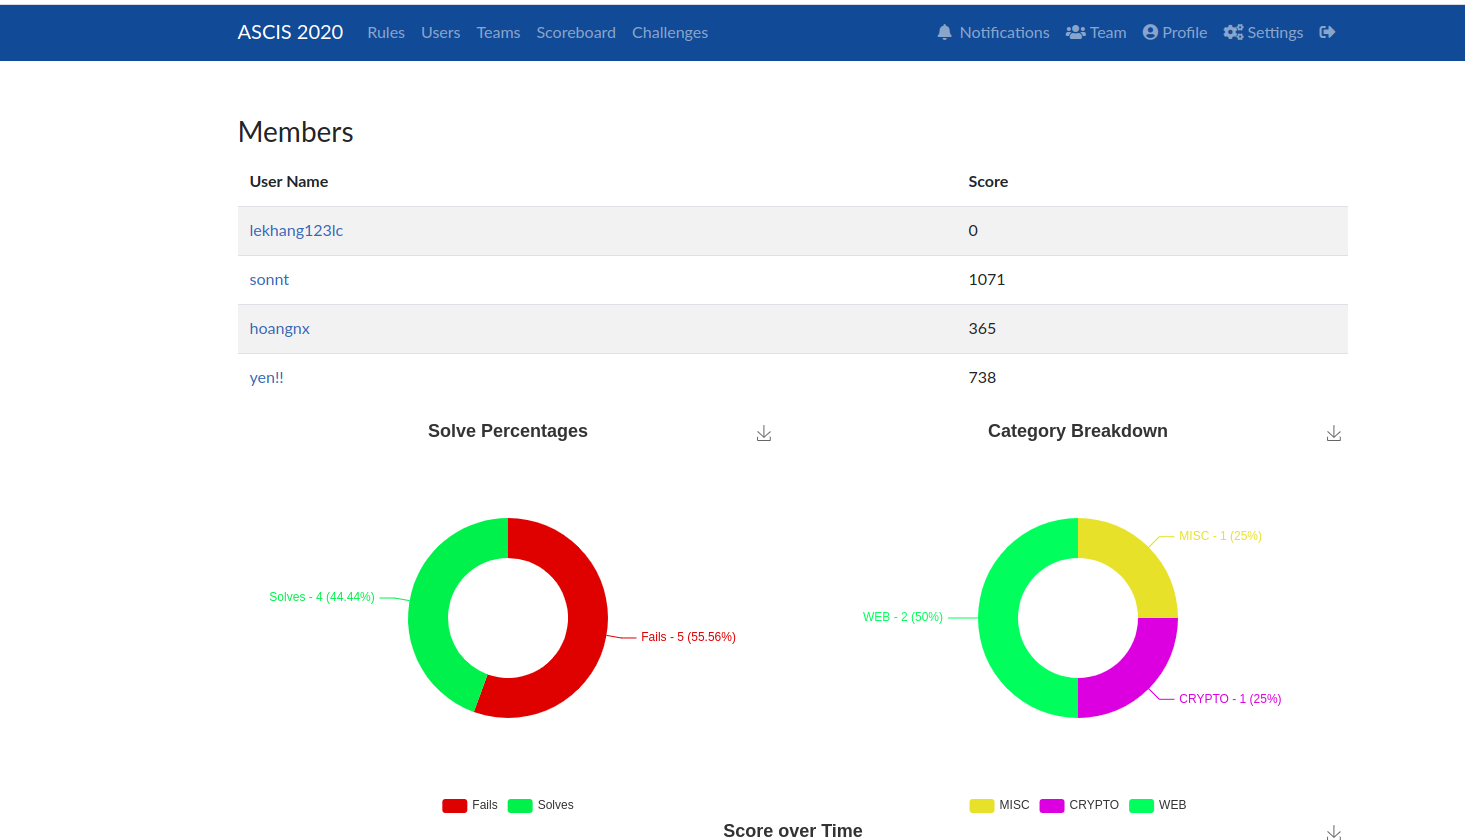 ASCIS 2020 Rules Users Teams Scoreboard Challenges Notifications Team Profile Settings
Members
User Name Score
lekhang123lc 0
sonnt 1071
hoangnx 365
yen!! 738
Solve Percentages
Solves - 4 (44.44%)
Fails - 5 (55.56%)
Fails Solves
Category Breakdown
MISC - 1 (25%)
WEB - 2 (50%)
CRYPTO - 1 (25%)
MISC CRYPTO WEB
Score over Time